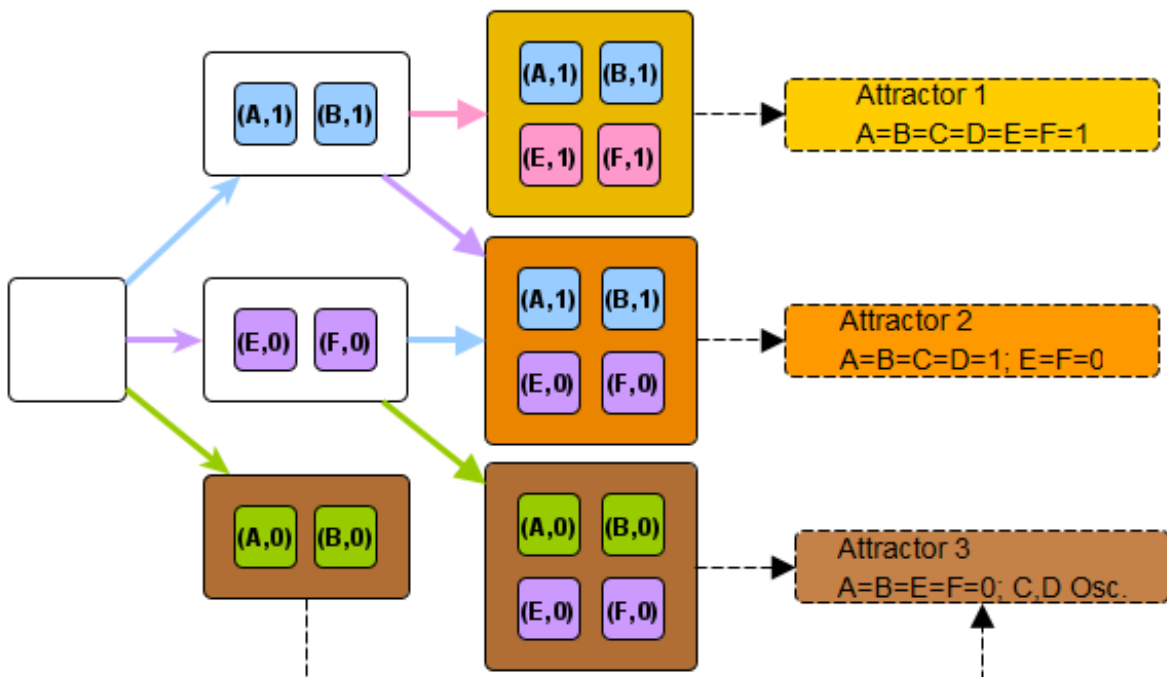 (A,1) (B,1)
(A,1) (B,1)
(E,1) (F,1)
Attractor 1
A=B=C=D=E=F=1
(E,0) (F,0)
(A,1) (B,1)
(E,0) (F,0)
Attractor 2
A=B=C=D=1; E=F=0
(A,0) (B,0)
(A,0) (B,0)
(E,0) (F,0)
Attractor 3
A=B=E=F=0; C,D Osc.